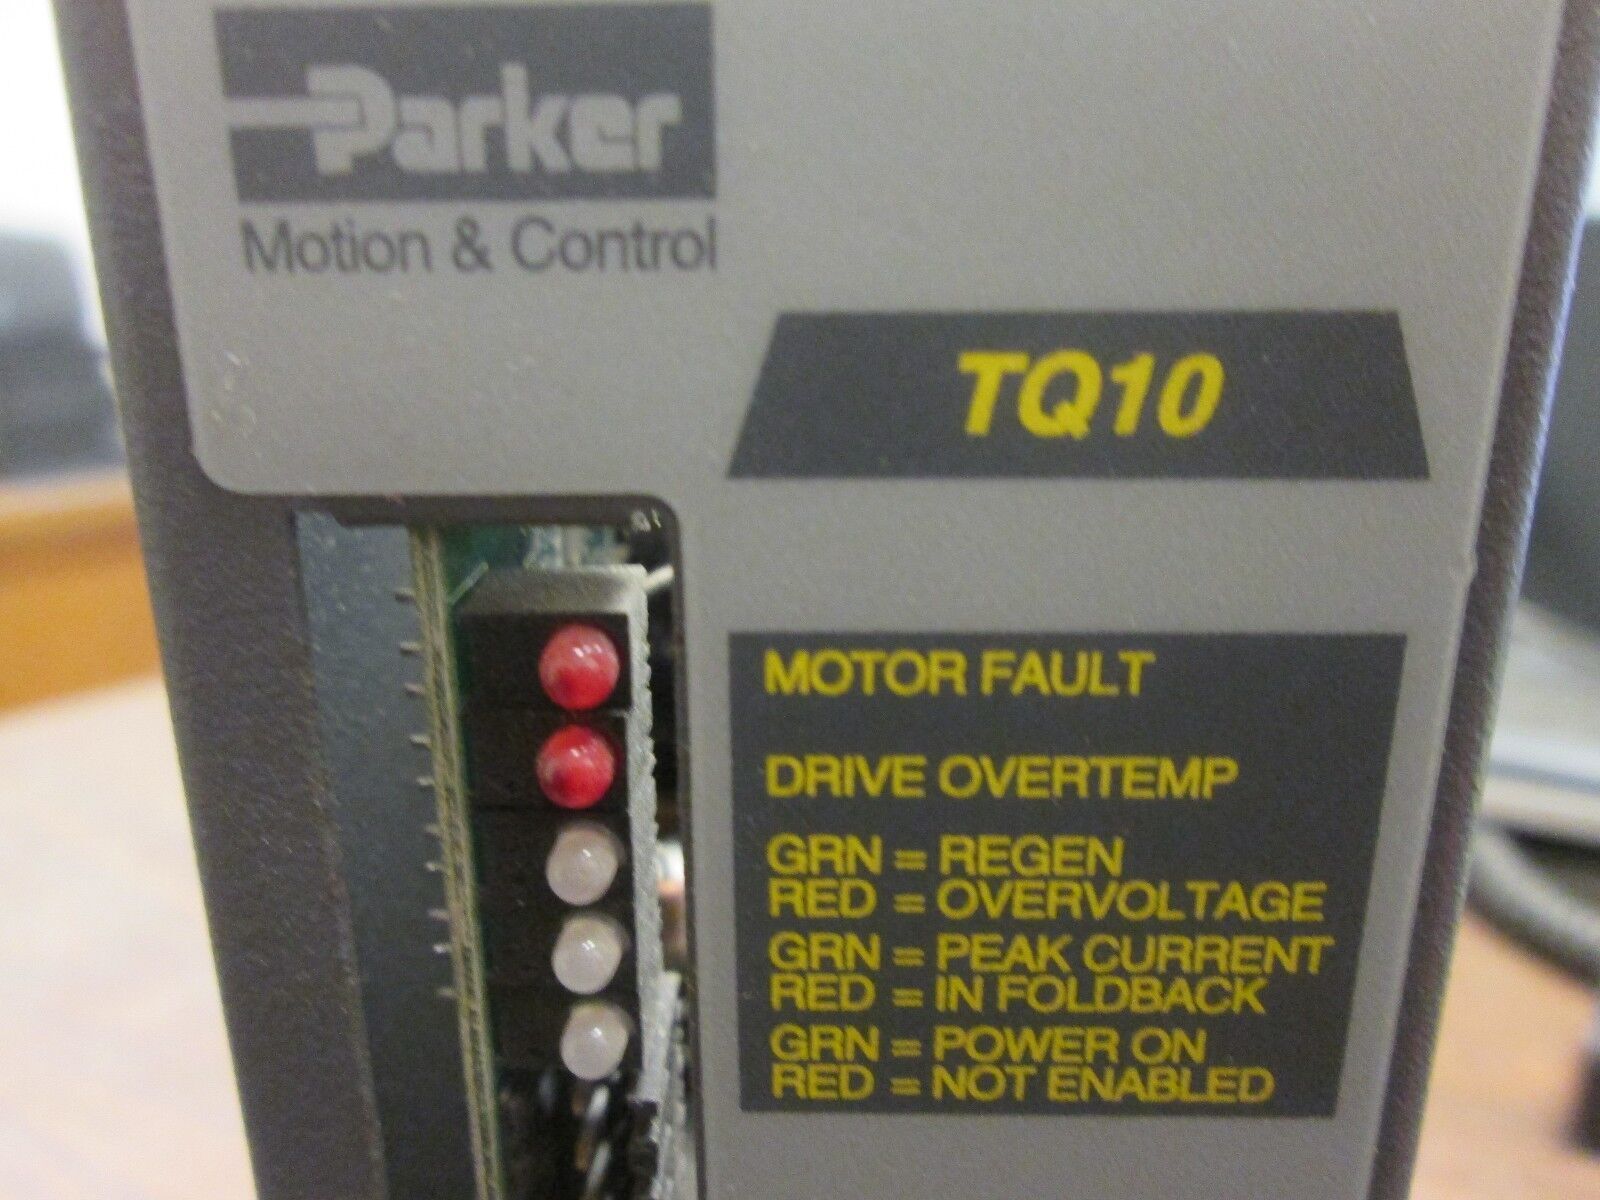 Parker
Motion & Control
TQ10
MOTOR FAULT
DRIVE OVERTEMP
GRN = REGEN
RED = OVERVOLTAGE
GRN = PEAK CURRENT
RED = IN FOLDBACK
GRN = POWER ON
RED = NOT ENABLED